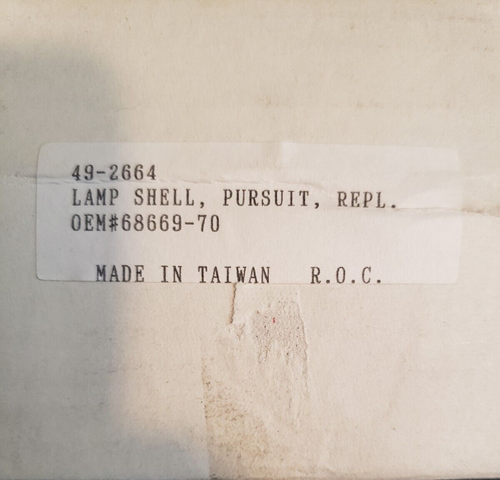 49-2664
LAMP SHELL, PURSUIT, REPL.
OEM#68669-70
MADE IN TAIWAN R.O.C.